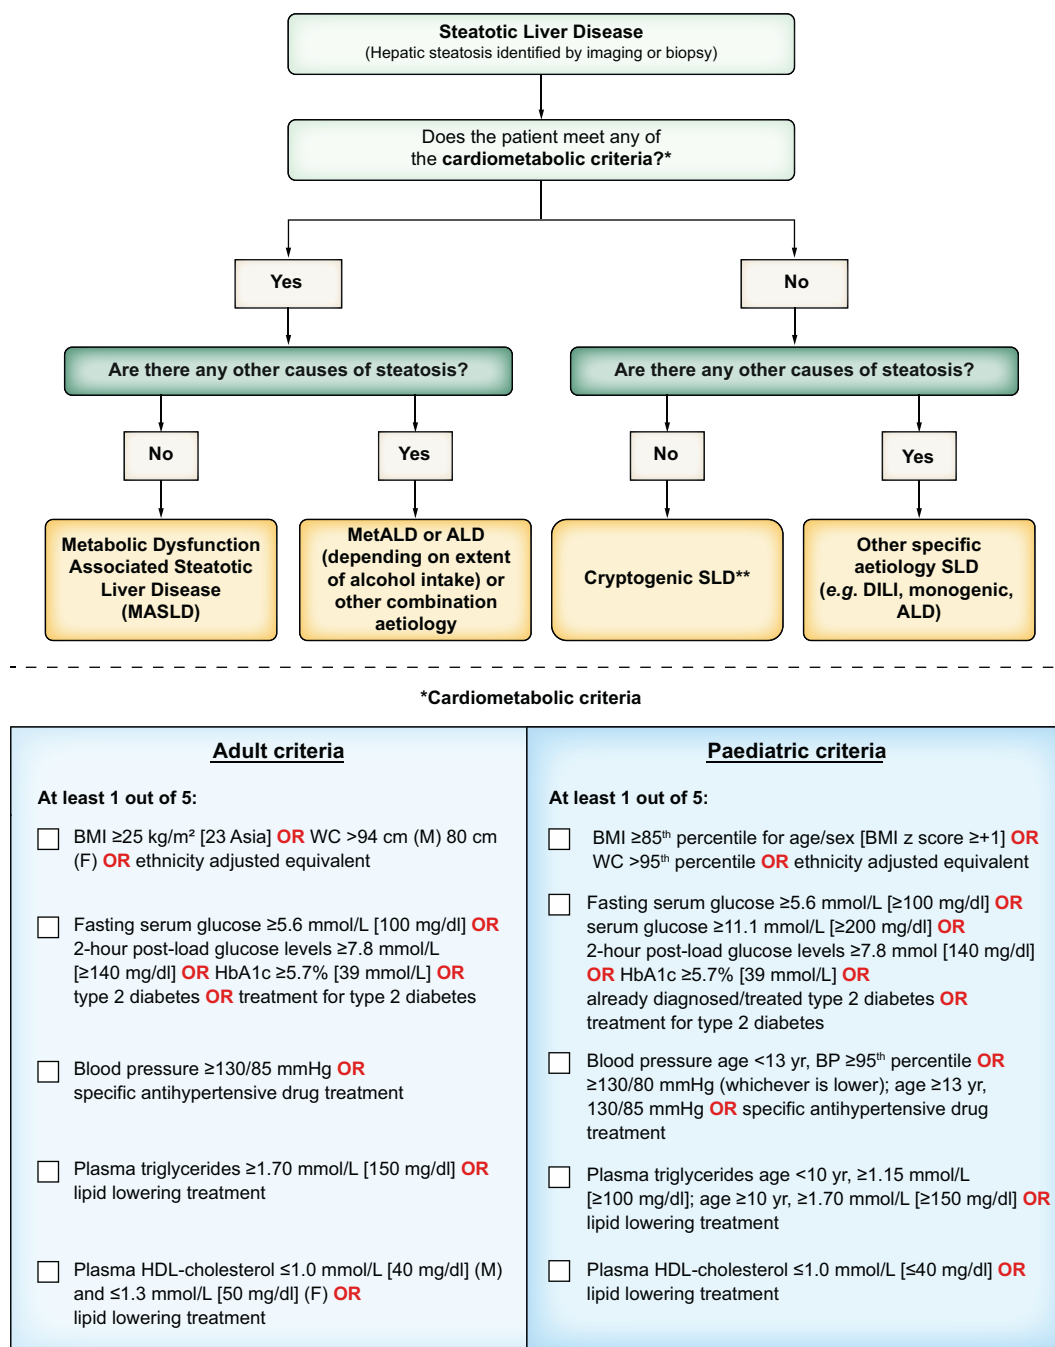 Steatotic Liver Disease
(Hepatic steatosis identified by imaging or biopsy)
Does the patient meet any of
the cardiometabolic criteria?*
Yes
No
Are there any other causes of steatosis?
Are there any other causes of steatosis?
No
Yes
No
Yes
Metabolic Dysfunction
Associated Steatotic
Liver Disease
(MASLD)
MetALD or ALD
(depending on extent
of alcohol intake) or
other combination
aetiology
Cryptogenic SLD**
Other specific
aetiology SLD
(e.g. DILI, monogenic,
ALD)
*Cardiometabolic criteria
Adult criteria
At least 1 out of 5:
BMI ≥25 kg/m² [23 Asia] OR WC >94 cm (M) 80 cm
(F) OR ethnicity adjusted equivalent
Fasting serum glucose ≥5.6 mmol/L [100 mg/dl] OR
2-hour post-load glucose levels ≥7.8 mmol/L
[≥140 mg/dl] OR HbA1c ≥5.7% [39 mmol/L] OR
type 2 diabetes OR treatment for type 2 diabetes
Blood pressure ≥130/85 mmHg OR
specific antihypertensive drug treatment
Plasma triglycerides ≥1.70 mmol/L [150 mg/dl] OR
lipid lowering treatment
Plasma HDL-cholesterol ≤1.0 mmol/L [40 mg/dl] (M)
and ≤1.3 mmol/L [50 mg/dl] (F) OR
lipid lowering treatment
Paediatric criteria
At least 1 out of 5:
BMI ≥85th percentile for age/sex [BMI z score ≥+1] OR
WC >95th percentile OR ethnicity adjusted equivalent
Fasting serum glucose ≥5.6 mmol/L [≥100 mg/dl] OR
serum glucose ≥11.1 mmol/L [≥200 mg/dl] OR
2-hour post-load glucose levels ≥7.8 mmol [140 mg/dl]
OR HbA1c ≥5.7% [39 mmol/L] OR
already diagnosed/treated type 2 diabetes OR
treatment for type 2 diabetes
Blood pressure age <13 yr, BP ≥95th percentile OR
≥130/80 mmHg (whichever is lower); age ≥13 yr,
130/85 mmHg OR specific antihypertensive drug
treatment
Plasma triglycerides age <10 yr, ≥1.15 mmol/L
[≥100 mg/dl]; age ≥10 yr, ≥1.70 mmol/L [≥150 mg/dl] OR
lipid lowering treatment
Plasma HDL-cholesterol ≤1.0 mmol/L [≤40 mg/dl] OR
lipid lowering treatment